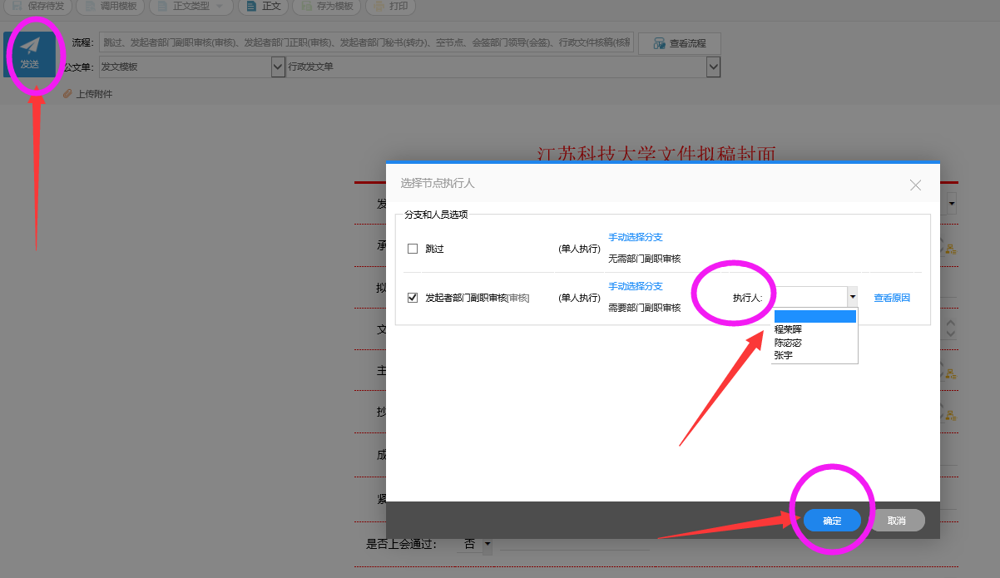 保存待发 调用模板 正文类型 正文 存为模板 打印
发送
流程: 跳过、发起者部门副职审核(审核)、发起者部门正职(审核)、发起者部门秘书(转办)、空节点、会签部门领导(会签)、行政文件核稿(核稿 查看流程
公文单: 发文模板 行政发文单
上传附件
江苏科技大学文件拟稿封面
选择节点执行人
分支和人员选项
跳过 (单人执行) 手动选择分支
无需部门副职审核
发起者部门副职审核[审核] (单人执行) 手动选择分支
需要部门副职审核
执行人: 查看原因
程荣晖
陈宓宓
张宇
发
承
拟
文
主
抄
成
紧
确定 取消
是否上会通过: 否